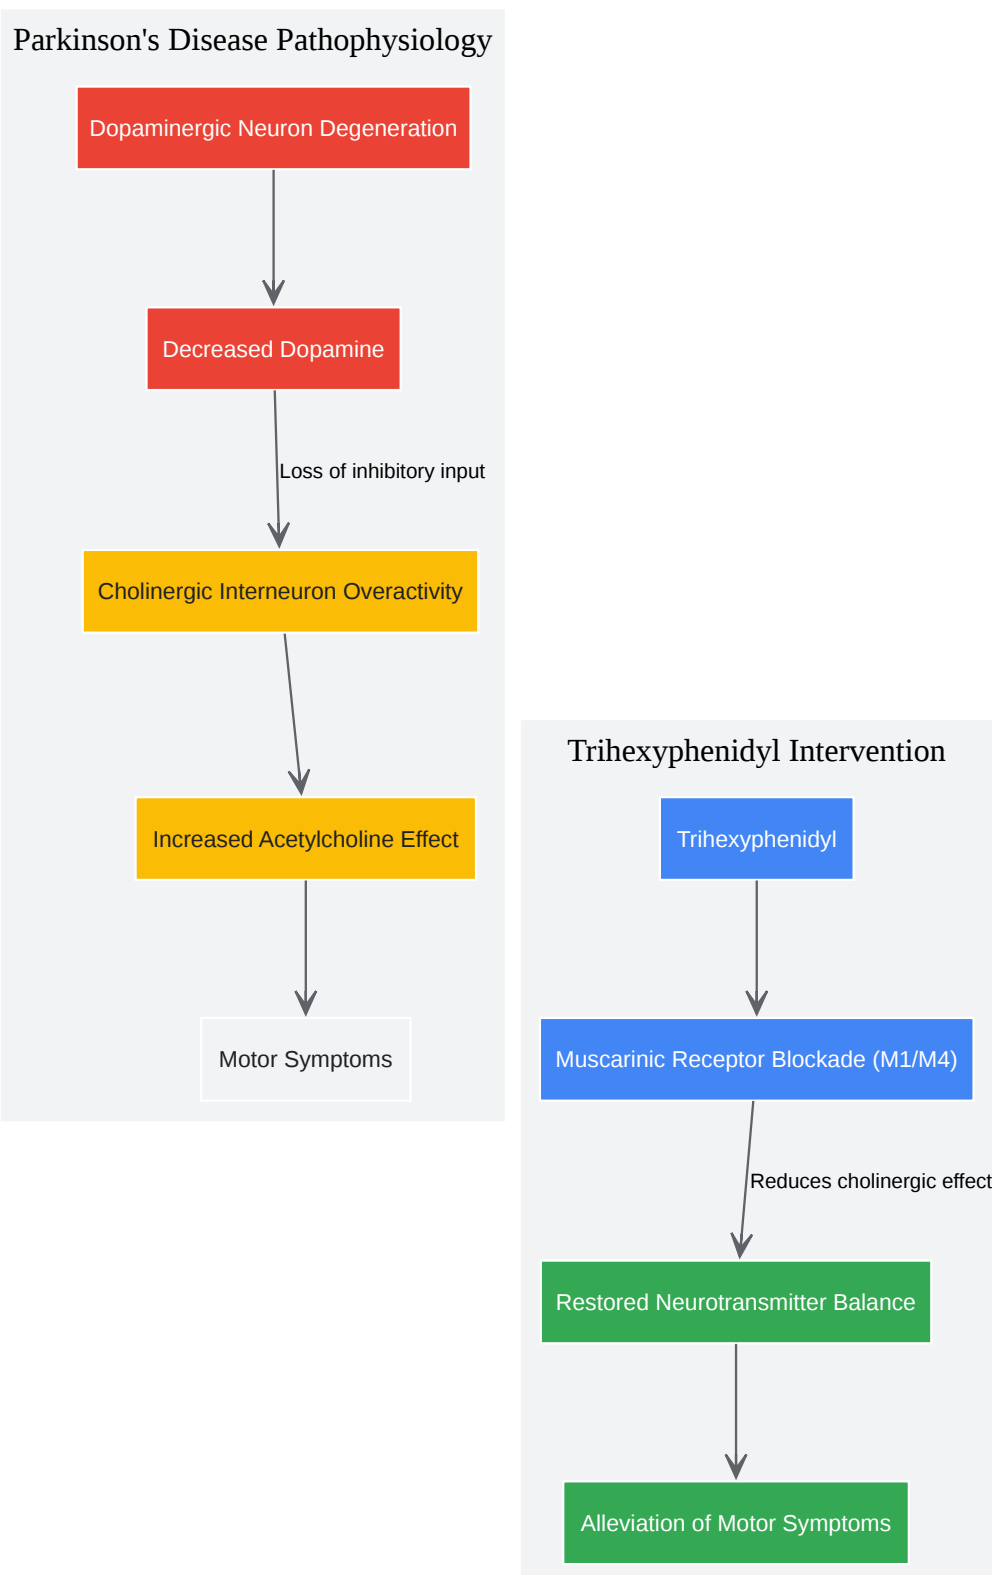 Parkinson's Disease Pathophysiology
Dopaminergic Neuron Degeneration
Decreased Dopamine
Loss of inhibitory input
Cholinergic Interneuron Overactivity
Increased Acetylcholine Effect
Motor Symptoms
Trihexyphenidyl Intervention
Trihexyphenidyl
Muscarinic Receptor Blockade (M1/M4)
Reduces cholinergic effect
Restored Neurotransmitter Balance
Alleviation of Motor Symptoms